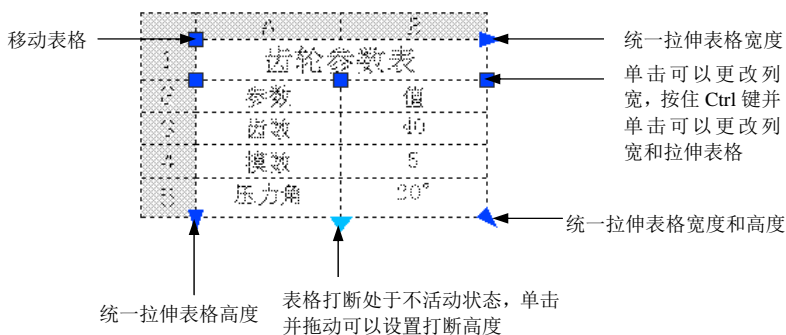 A B
移动表格
统一拉伸表格宽度
1 齿轮参数表
单击可以更改列
宽，按住 Ctrl 键并
单击可以更改列
宽和拉伸表格
2 参数 值
3 齿数 40
4 模数 5
5 压力角 20°
统一拉伸表格宽度和高度
统一拉伸表格高度
表格打断处于不活动状态，单击
并拖动可以设置打断高度